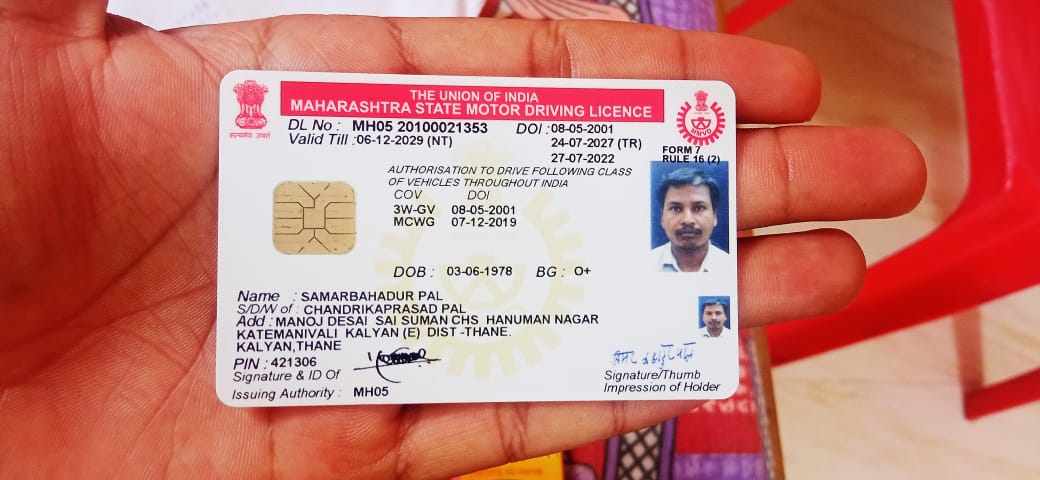 THE UNION OF INDIA
MAHARASHTRA STATE MOTOR DRIVING LICENCE
सत्यमेव जयते
MMVD
DL No : MH05 20100021353 DOI : 08-05-2001
Valid Till : 06-12-2029 (NT) 24-07-2027 (TR)
27-07-2022
FORM 7
RULE 16 (2)
AUTHORISATION TO DRIVE FOLLOWING CLASS
OF VEHICLES THROUGHOUT INDIA
COV DOI
3W-GV 08-05-2001
MCWG 07-12-2019
DOB : 03-06-1978 BG : O+
Name : SAMARBAHADUR PAL
S/D/W of : CHANDRIKAPRASAD PAL
Add : MANOJ DESAI SAI SUMAN CHS HANUMAN NAGAR
KATEMANIVALI KALYAN (E) DIST -THANE.
KALYAN,THANE
PIN : 421306
Signature & ID Of
Issuing Authority : MH05
Signature/Thumb
Impression of Holder